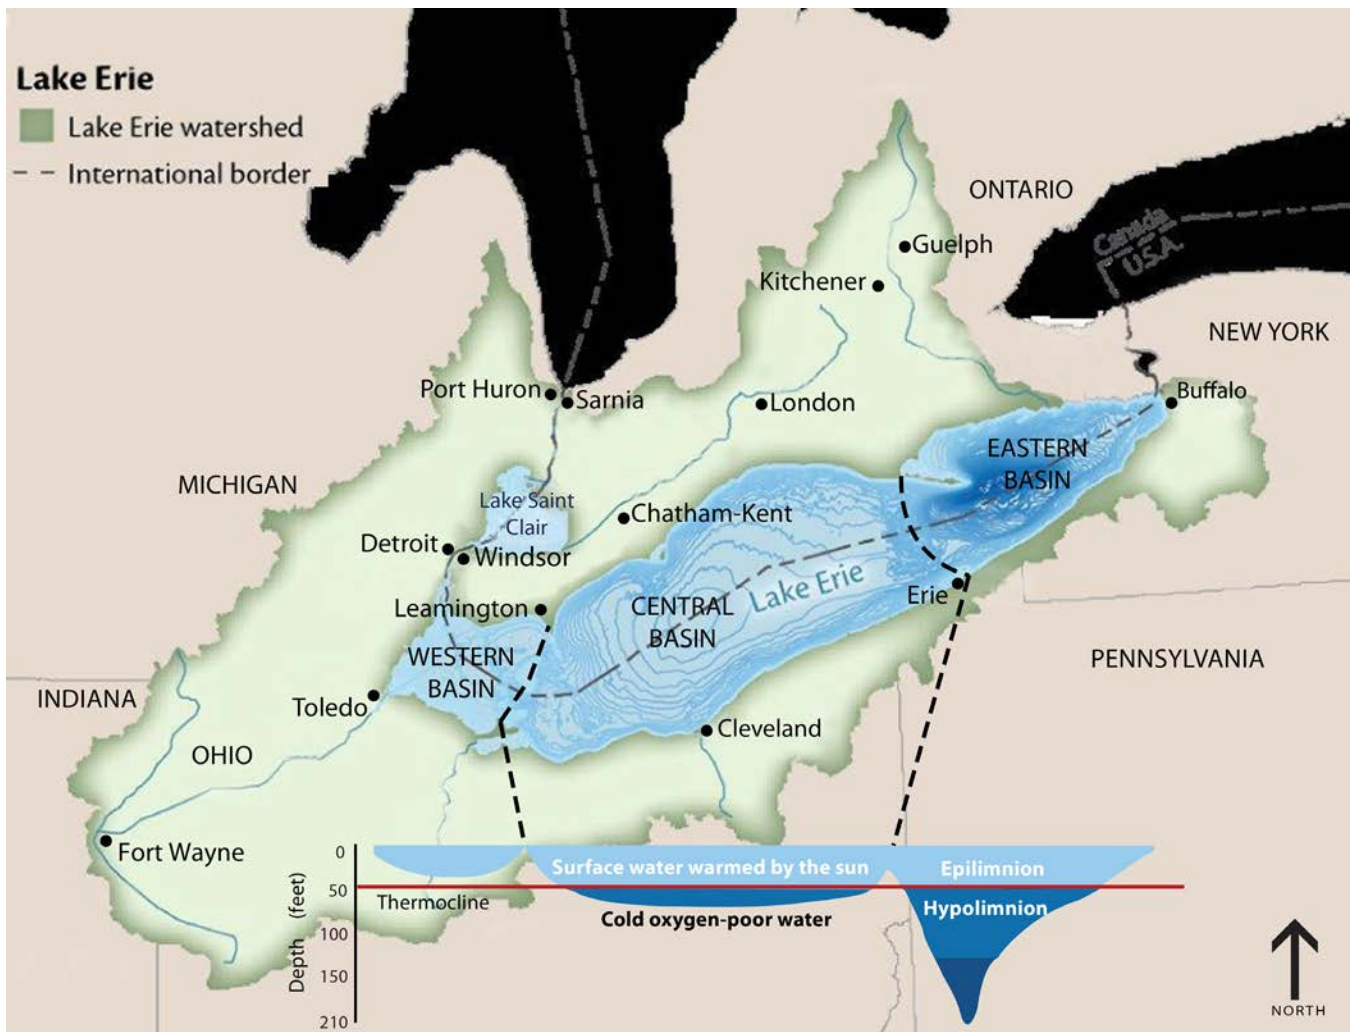 Lake Erie
Lake Erie watershed
International border
ONTARIO
Canada
U.S.A.
Guelph
Kitchener
NEW YORK
Port Huron
Sarnia
London
Buffalo
EASTERN
BASIN
MICHIGAN
Lake Saint
Clair
Chatham-Kent
Detroit
Windsor
Leamington
Lake Erie
Erie
CENTRAL
BASIN
WESTERN
BASIN
PENNSYLVANIA
INDIANA
Toledo
Cleveland
OHIO
Fort Wayne
Depth (feet)
0
50
100
150
210
Surface water warmed by the sun
Epilimnion
Thermocline
Cold oxygen-poor water
Hypolimnion
NORTH